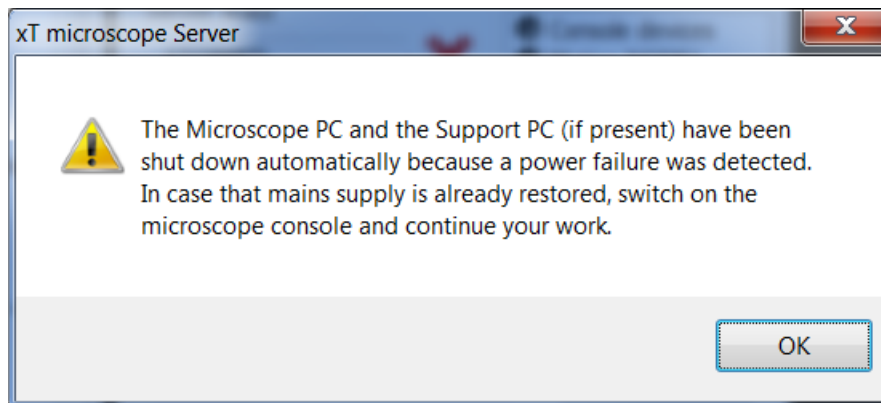 xT microscope Server
Console devices
The Microscope PC and the Support PC (if present) have been
shut down automatically because a power failure was detected.
In case that mains supply is already restored, switch on the
microscope console and continue your work.
OK